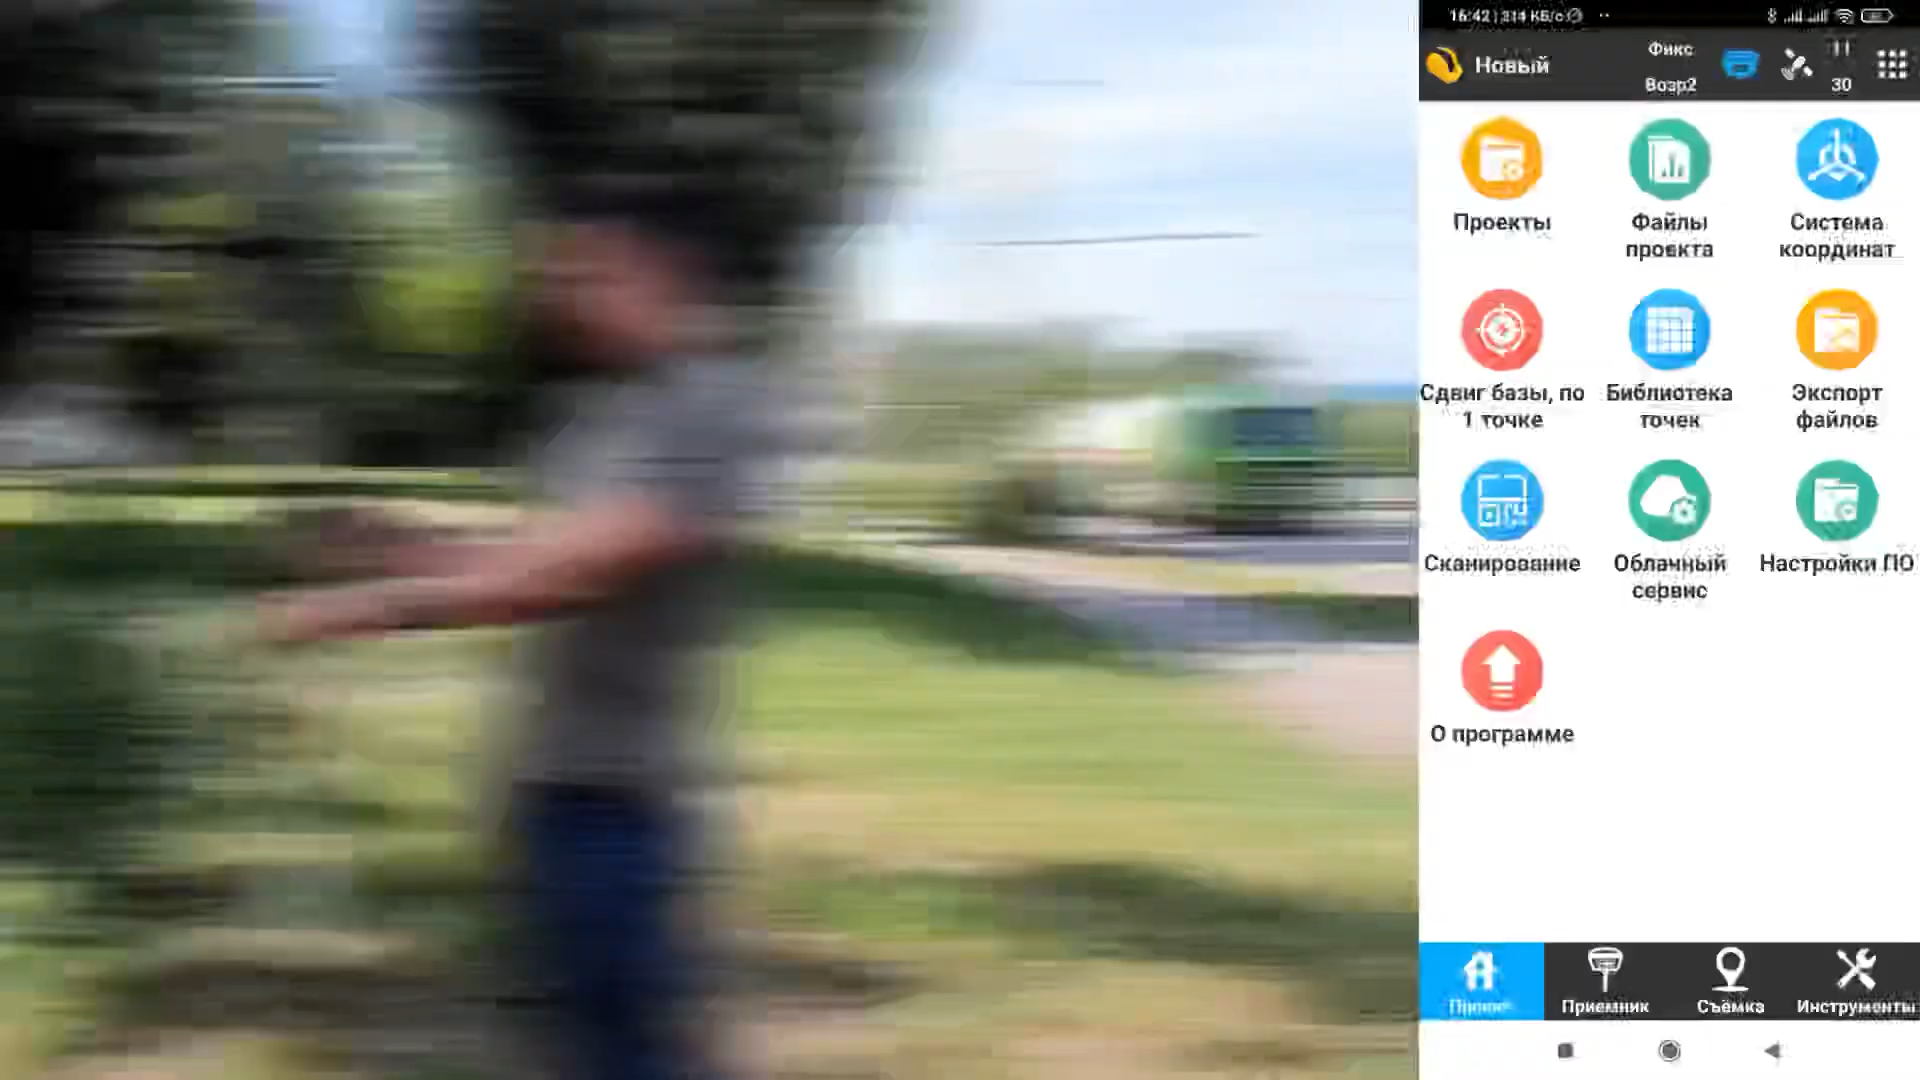 16:42 | 314 КБ/с
Фикс
11
Новый
Возр2
30
Проекты
Файлы
проекта
Система
координат
Сдвиг базы, по
1 точке
Библиотека
точек
Экспорт
файлов
Сканирование
Облачный
сервис
Настройки ПО
О программе
Приемник
Съёмка
Инструменты